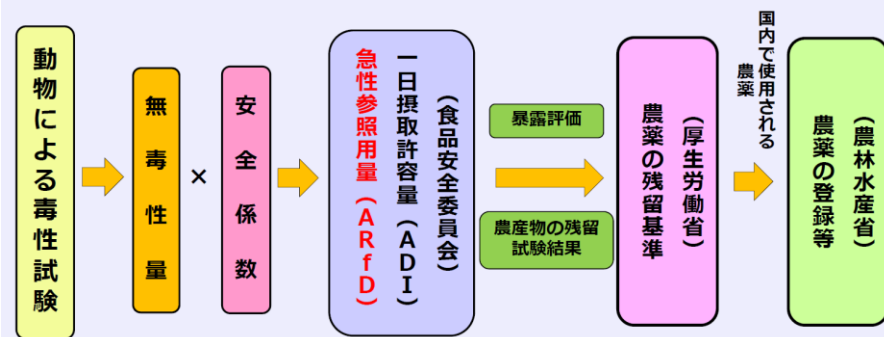 動物による毒性試験
無毒性量
×
安全係数
（食品安全委員会）
一日摂取許容量（ADI）
急性参照用量（ARfD）
暴露評価
農産物の残留
試験結果
（厚生労働省）
農薬の残留基準
国内で使用される
農薬
（農林水産省）
農薬の登録等